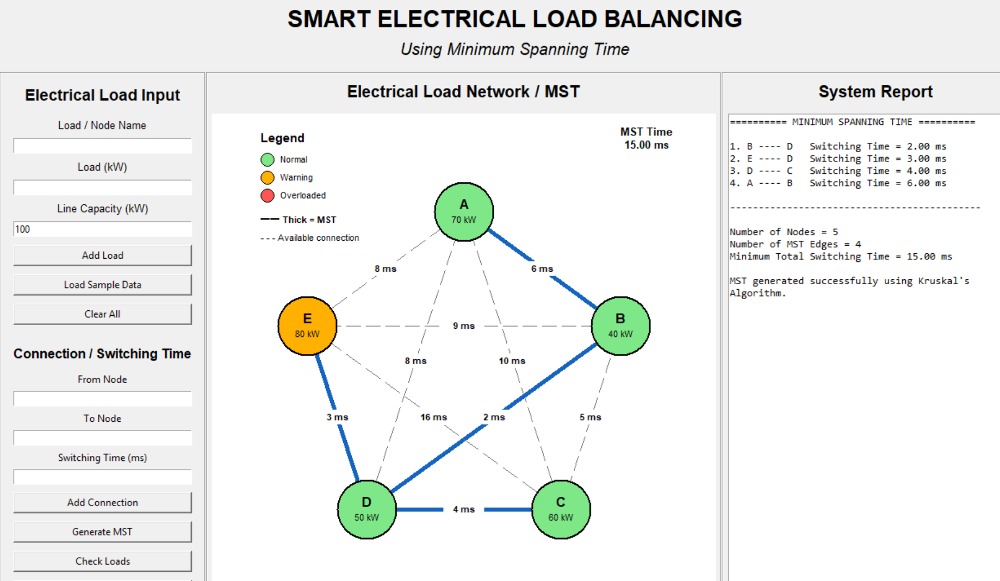 SMART ELECTRICAL LOAD BALANCING
Using Minimum Spanning Time
Electrical Load Input
Load / Node Name
Load (kW)
Line Capacity (kW)
100
Add Load
Load Sample Data
Clear All
Connection / Switching Time
From Node
To Node
Switching Time (ms)
Add Connection
Generate MST
Check Loads
Electrical Load Network / MST
Legend
Normal
Warning
Overloaded
Thick = MST
Available connection
MST Time
15.00 ms
A
70 kW
8 ms
6 ms
E
80 kW
9 ms
B
40 kW
8 ms
10 ms
3 ms
16 ms
2 ms
5 ms
D
50 kW
4 ms
C
60 kW
System Report
========== MINIMUM SPANNING TIME ==========
1. B ---- D   Switching Time = 2.00 ms
2. E ---- D   Switching Time = 3.00 ms
3. D ---- C   Switching Time = 4.00 ms
4. A ---- B   Switching Time = 6.00 ms
--------------------------------------------
Number of Nodes = 5
Number of MST Edges = 4
Minimum Total Switching Time = 15.00 ms
MST generated successfully using Kruskal's
Algorithm.